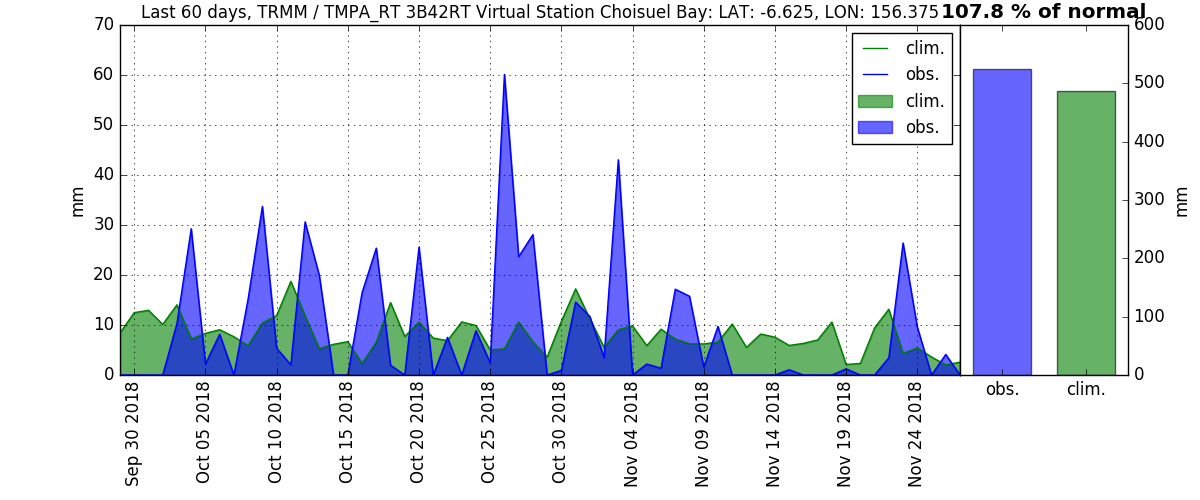 Last 60 days, TRMM / TMPA_RT 3B42RT Virtual Station Choisuel Bay: LAT: -6.625, LON: 156.375
107.8 % of normal
70
60
50
40
30
20
10
0
mm
clim.
obs.
clim.
obs.
600
500
400
300
200
100
0
mm
obs.
clim.
Sep 30 2018
Oct 05 2018
Oct 10 2018
Oct 15 2018
Oct 20 2018
Oct 25 2018
Oct 30 2018
Nov 04 2018
Nov 09 2018
Nov 14 2018
Nov 19 2018
Nov 24 2018